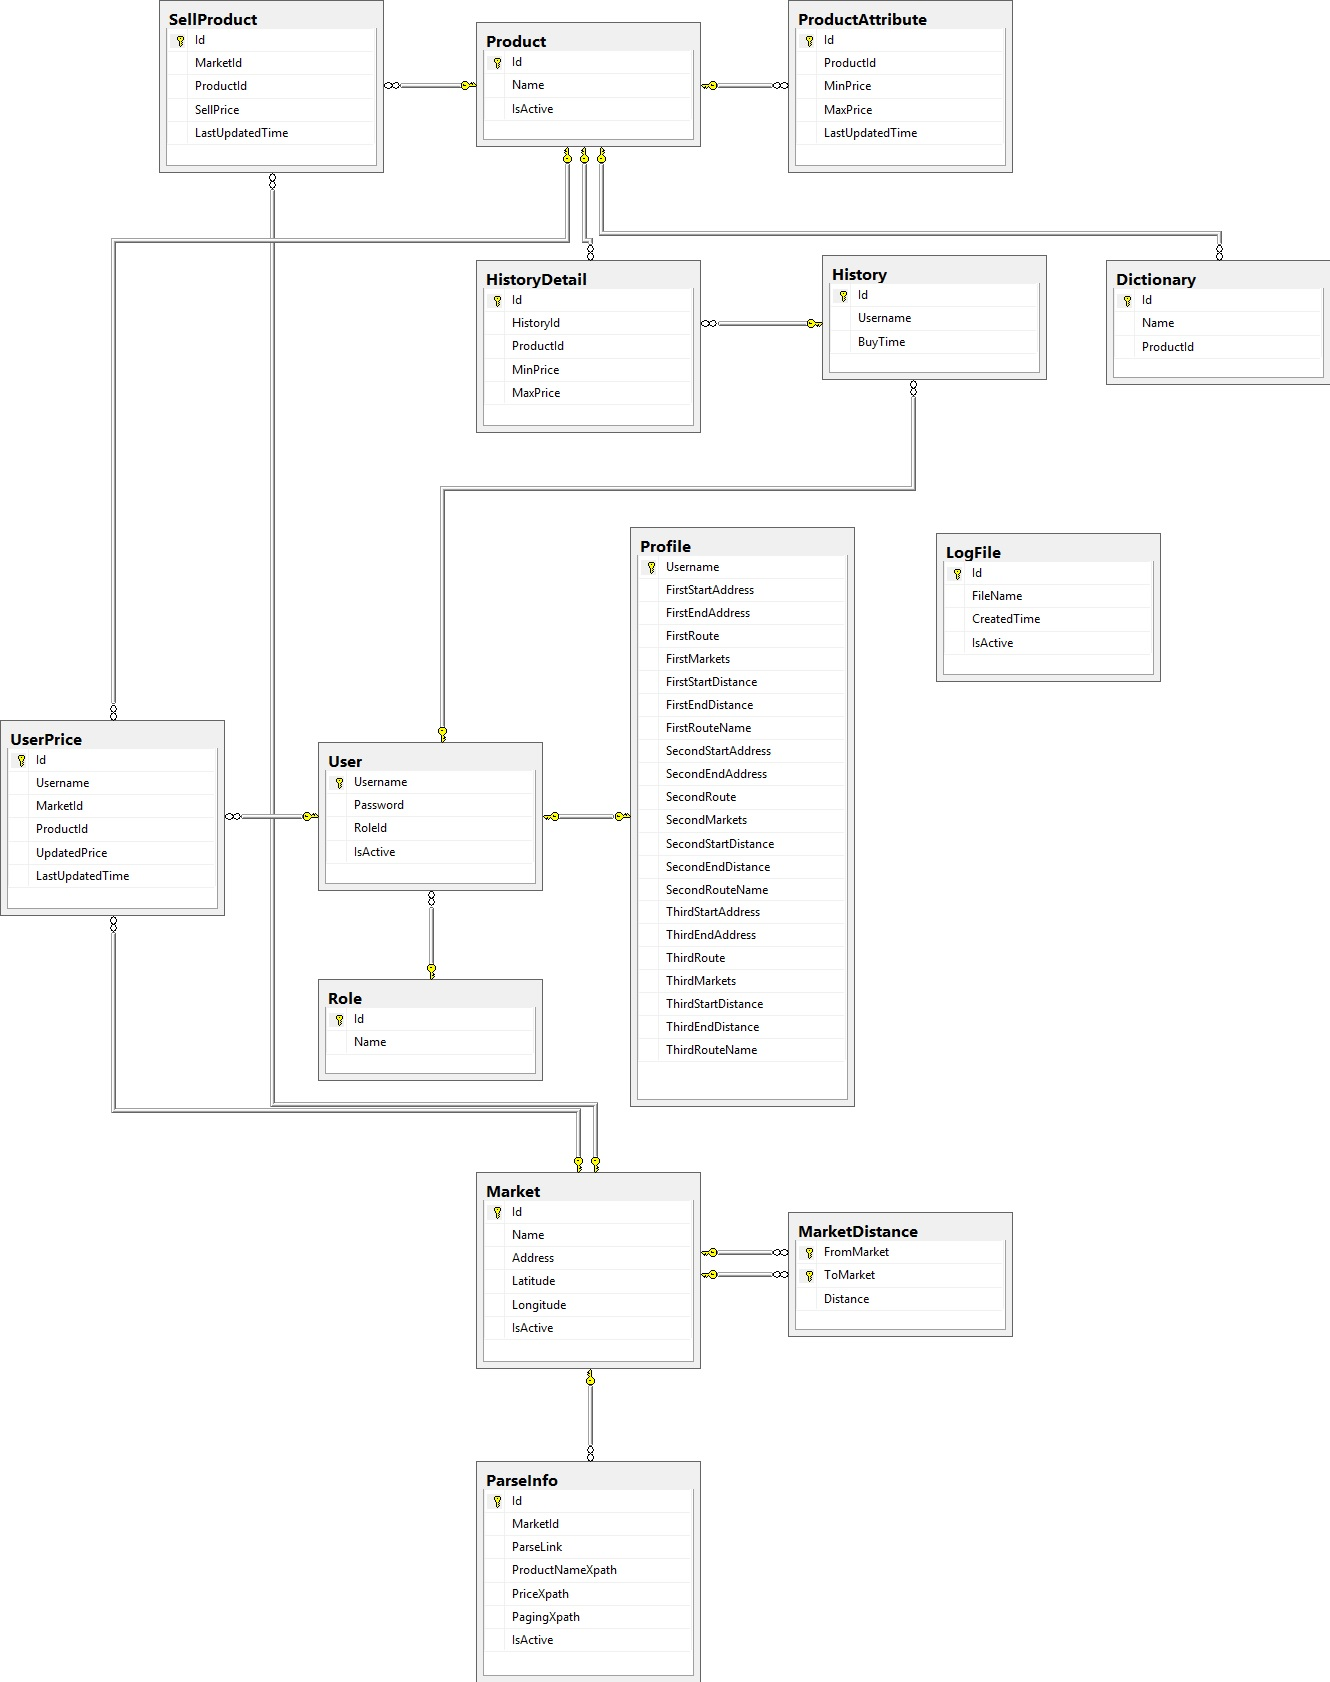 SellProduct
Id
MarketId
ProductId
SellPrice
LastUpdatedTime
Product
Id
Name
IsActive
ProductAttribute
Id
ProductId
MinPrice
MaxPrice
LastUpdatedTime
HistoryDetail
Id
HistoryId
ProductId
MinPrice
MaxPrice
History
Id
Username
BuyTime
Dictionary
Id
Name
ProductId
Profile
Username
FirstStartAddress
FirstEndAddress
FirstRoute
FirstMarkets
FirstStartDistance
FirstEndDistance
FirstRouteName
SecondStartAddress
SecondEndAddress
SecondRoute
SecondMarkets
SecondStartDistance
SecondEndDistance
SecondRouteName
ThirdStartAddress
ThirdEndAddress
ThirdRoute
ThirdMarkets
ThirdStartDistance
ThirdEndDistance
ThirdRouteName
LogFile
Id
FileName
CreatedTime
IsActive
UserPrice
Id
Username
MarketId
ProductId
UpdatedPrice
LastUpdatedTime
User
Username
Password
RoleId
IsActive
Role
Id
Name
Market
Id
Name
Address
Latitude
Longitude
IsActive
MarketDistance
FromMarket
ToMarket
Distance
ParseInfo
Id
MarketId
ParseLink
ProductNameXpath
PriceXpath
PagingXpath
IsActive